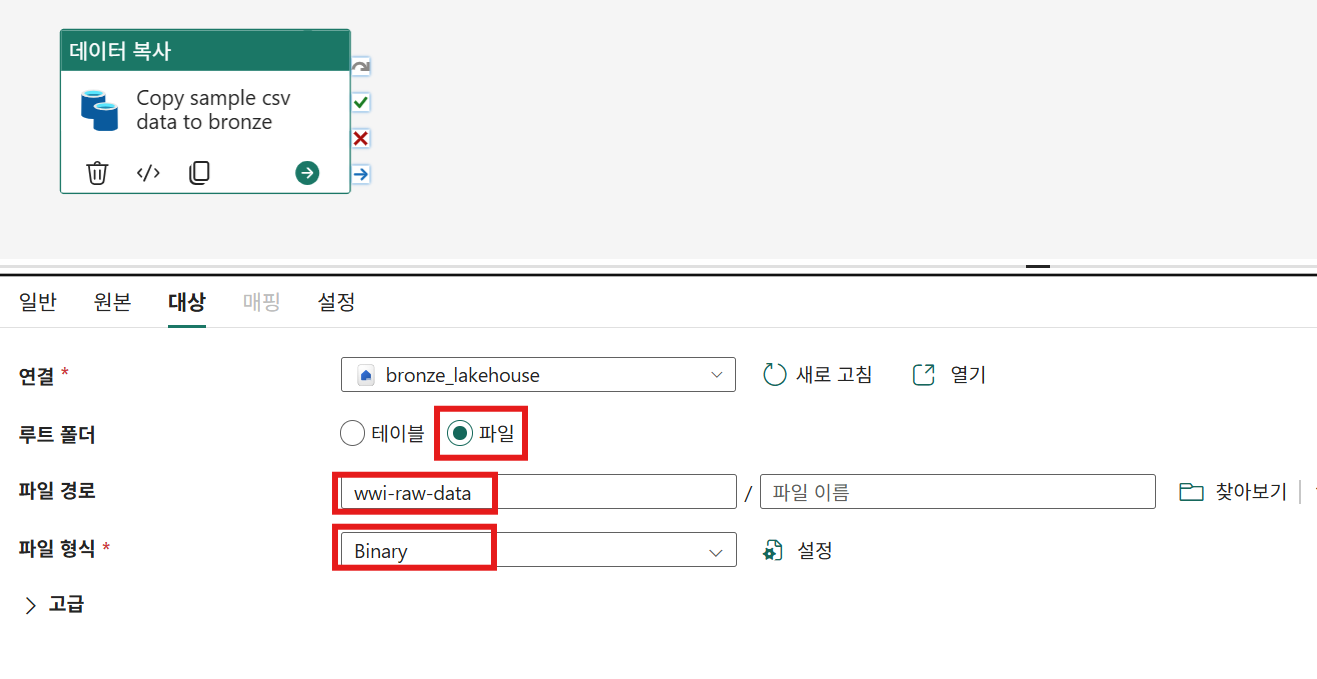 데이터 복사
Copy sample csv
data to bronze
일반 원본 대상 매핑 설정
연결 * bronze_lakehouse 새로 고침 열기
루트 폴더 테이블 파일
파일 경로 wwi-raw-data / 파일 이름 찾아보기
파일 형식 * Binary 설정
고급